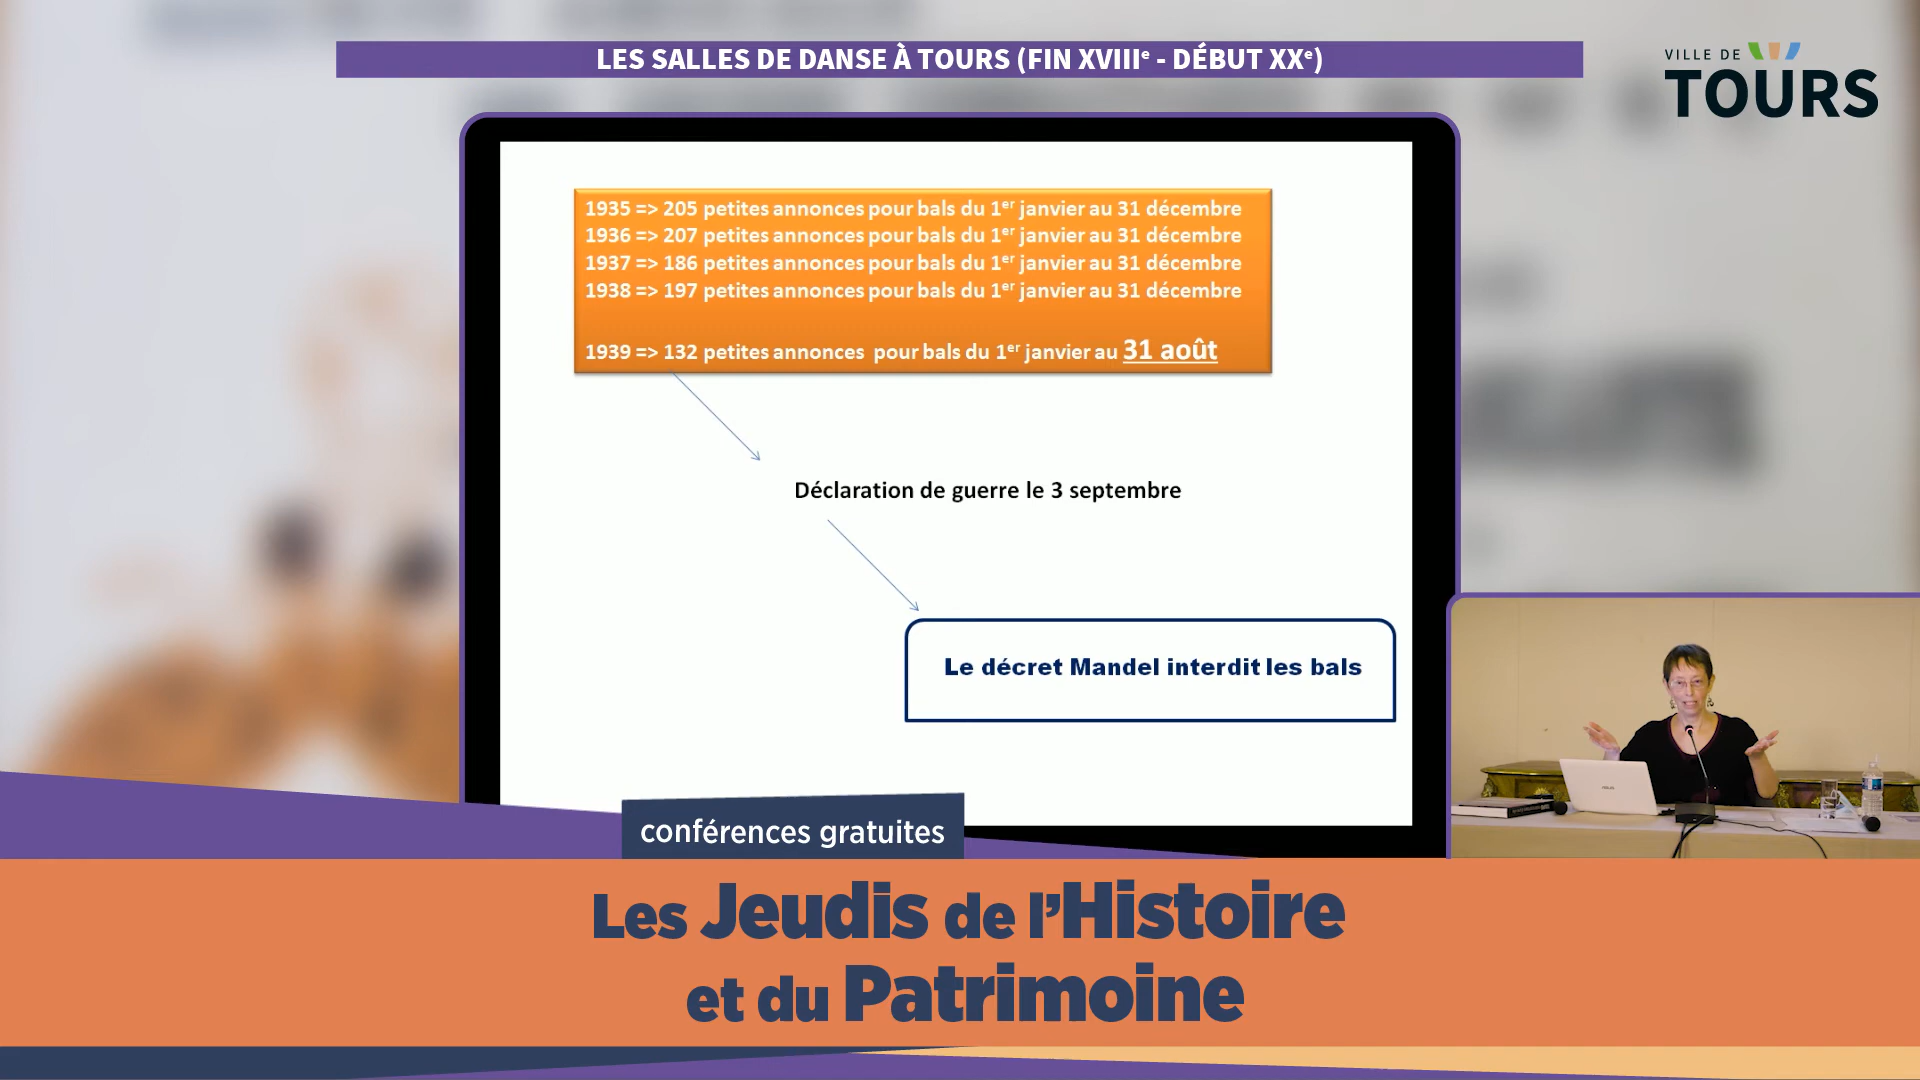 LES SALLES DE DANSE À TOURS (FIN XVIIIe - DÉBUT XXe)
VILLE DE
TOURS
1935 => 205 petites annonces pour bals du 1er janvier au 31 décembre
1936 => 207 petites annonces pour bals du 1er janvier au 31 décembre
1937 => 186 petites annonces pour bals du 1er janvier au 31 décembre
1938 => 197 petites annonces pour bals du 1er janvier au 31 décembre
1939 => 132 petites annonces pour bals du 1er janvier au 31 août
Déclaration de guerre le 3 septembre
Le décret Mandel interdit les bals
conférences gratuites
Les Jeudis de l'Histoire
et du Patrimoine